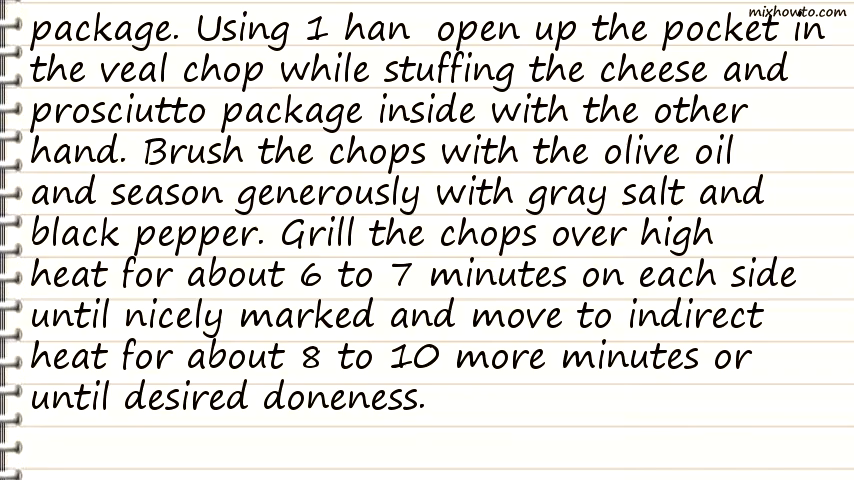 mixhowto.com
package. Using 1 han  open up the pocket in
the veal chop while stuffing the cheese and
prosciutto package inside with the other
hand. Brush the chops with the olive oil
and season generously with gray salt and
black pepper. Grill the chops over high
heat for about 6 to 7 minutes on each side
until nicely marked and move to indirect
heat for about 8 to 10 more minutes or
until desired doneness.